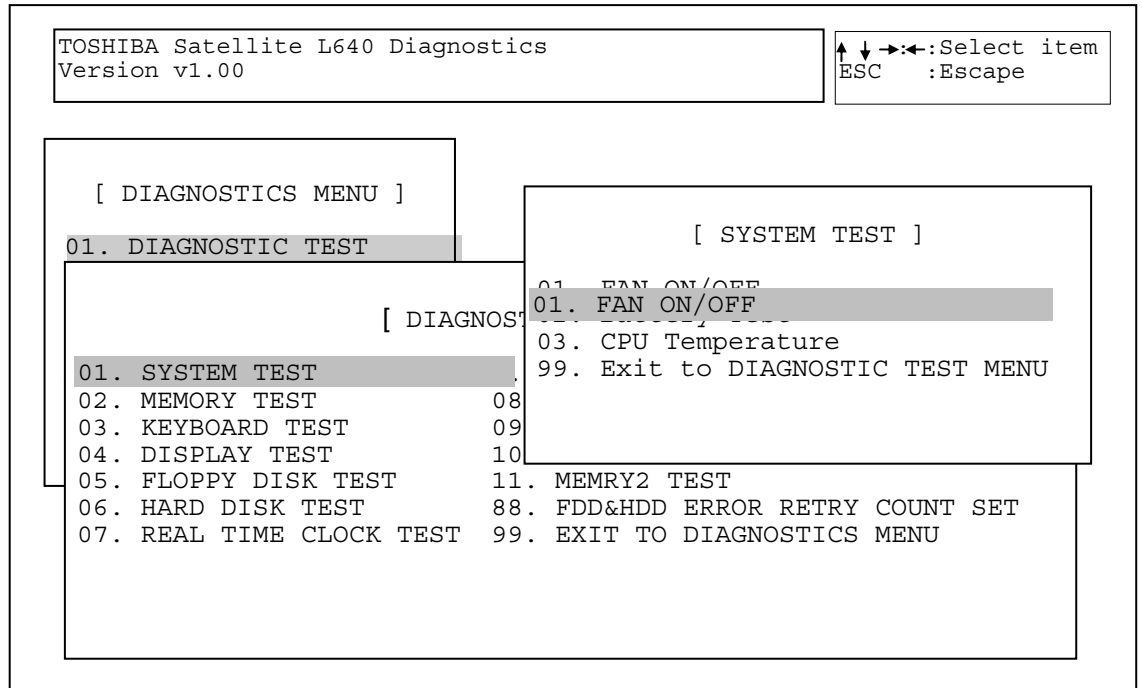 TOSHIBA Satellite L640 Diagnostics
Version v1.00
↑ ↓ →:←:Select item
ESC :Escape
[ DIAGNOSTICS MENU ]
01. DIAGNOSTIC TEST
[ DIAGNOST
01. SYSTEM TEST
02. MEMORY TEST 08
03. KEYBOARD TEST 09
04. DISPLAY TEST 10
05. FLOPPY DISK TEST 11. MEMRY2 TEST
06. HARD DISK TEST 88. FDD&HDD ERROR RETRY COUNT SET
07. REAL TIME CLOCK TEST 99. EXIT TO DIAGNOSTICS MENU
[ SYSTEM TEST ]
01. FAN ON/OFF
01. FAN ON/OFF
03. CPU Temperature
99. Exit to DIAGNOSTIC TEST MENU